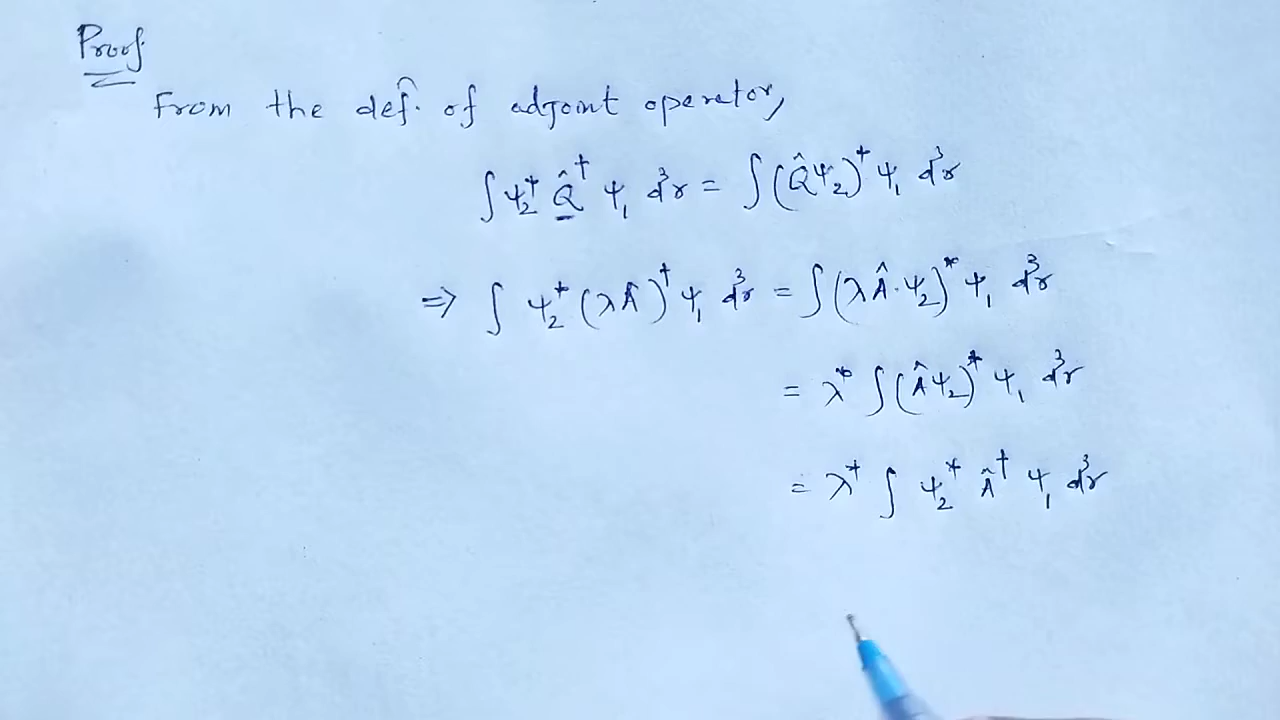 Proof
From the def. of adjoint operator,
∫ψ₂* Q̂† ψ₁ d³r = ∫(Q̂ψ₂)* ψ₁ d³r
⇒ ∫ ψ₂* (λÂ)† ψ₁ d³r = ∫(λÂ·ψ₂)* ψ₁ d³r
= λ* ∫(Âψ₂)* ψ₁ d³r
= λ* ∫ ψ₂* Â† ψ₁ d³r